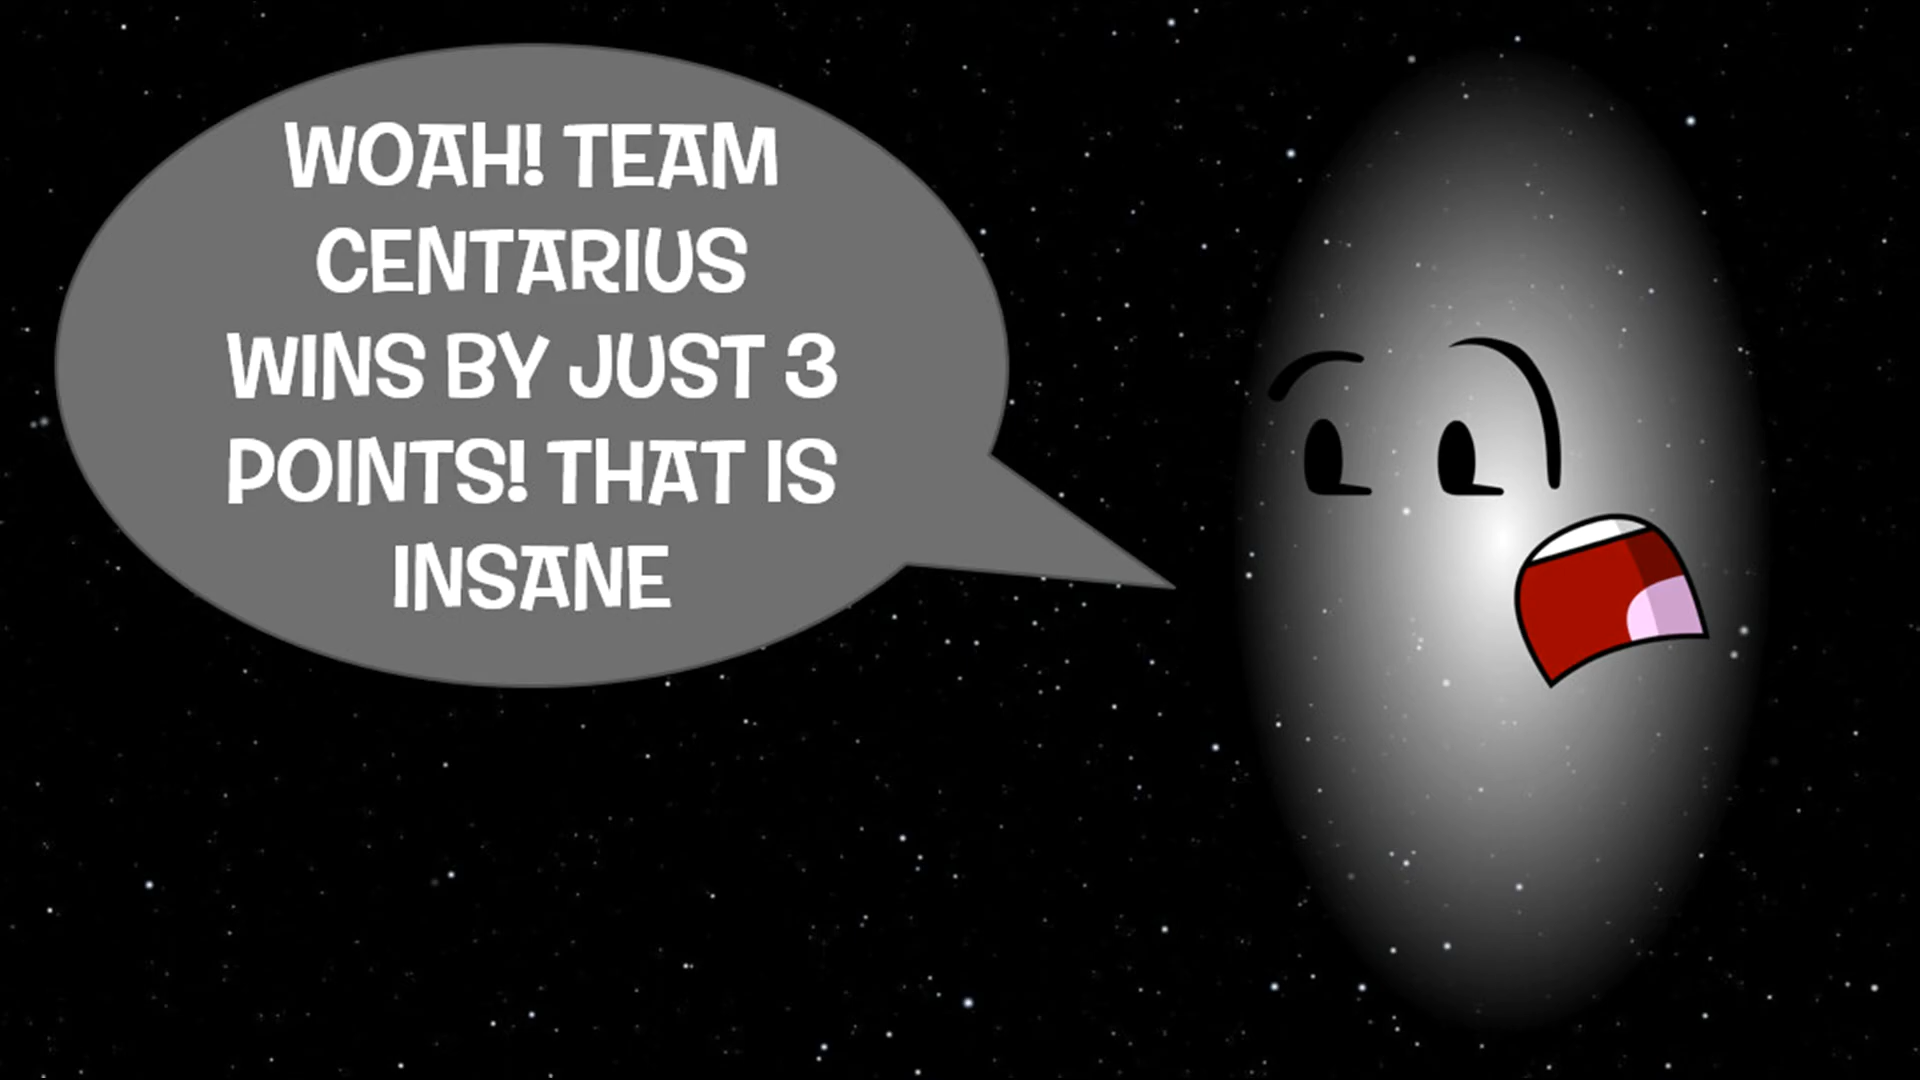 WOAH! TEAM
CENTARIUS
WINS BY JUST 3
POINTS! THAT IS
INSANE